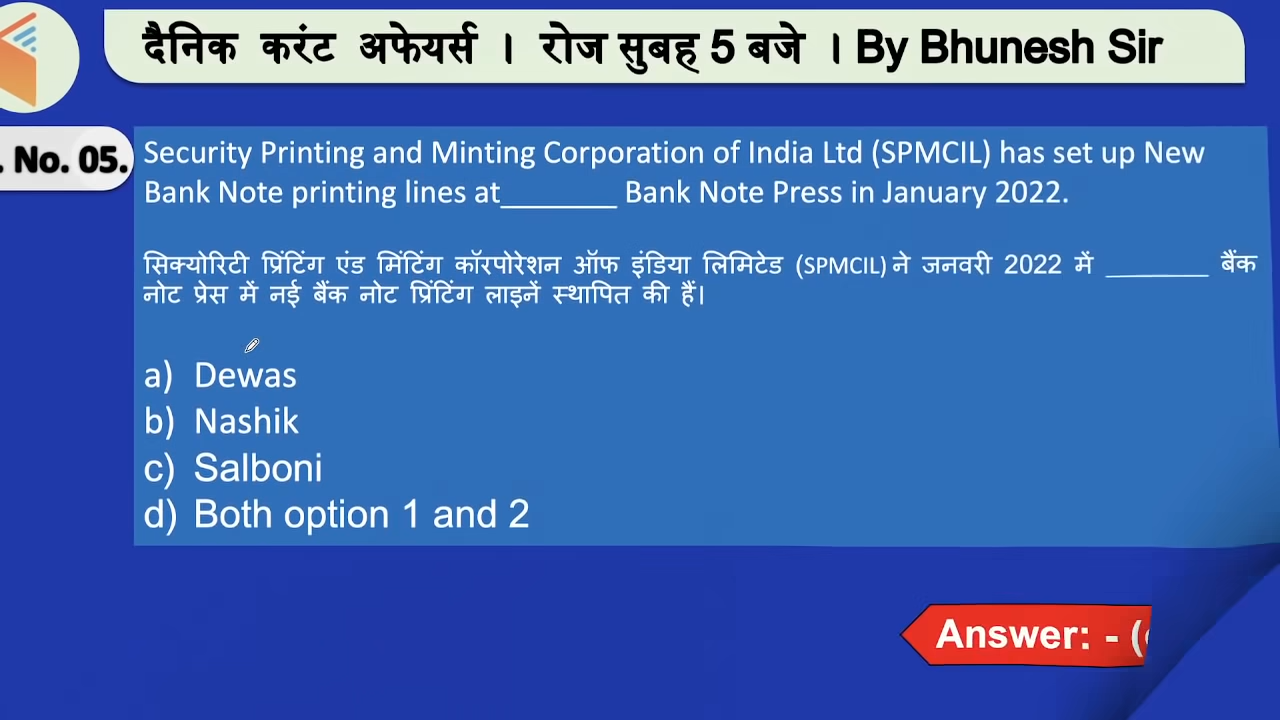 दैनिक करंट अफेयर्स । रोज सुबह 5 बजे । By Bhunesh Sir
. No. 05.
Security Printing and Minting Corporation of India Ltd (SPMCIL) has set up New
Bank Note printing lines at_______ Bank Note Press in January 2022.
सिक्योरिटी प्रिंटिंग एंड मिंटिंग कॉरपोरेशन ऑफ इंडिया लिमिटेड (SPMCIL) ने जनवरी 2022 में ________ बैंक
नोट प्रेस में नई बैंक नोट प्रिंटिंग लाइनें स्थापित की हैं।
a) Dewas
b) Nashik
c) Salboni
d) Both option 1 and 2
Answer: - (